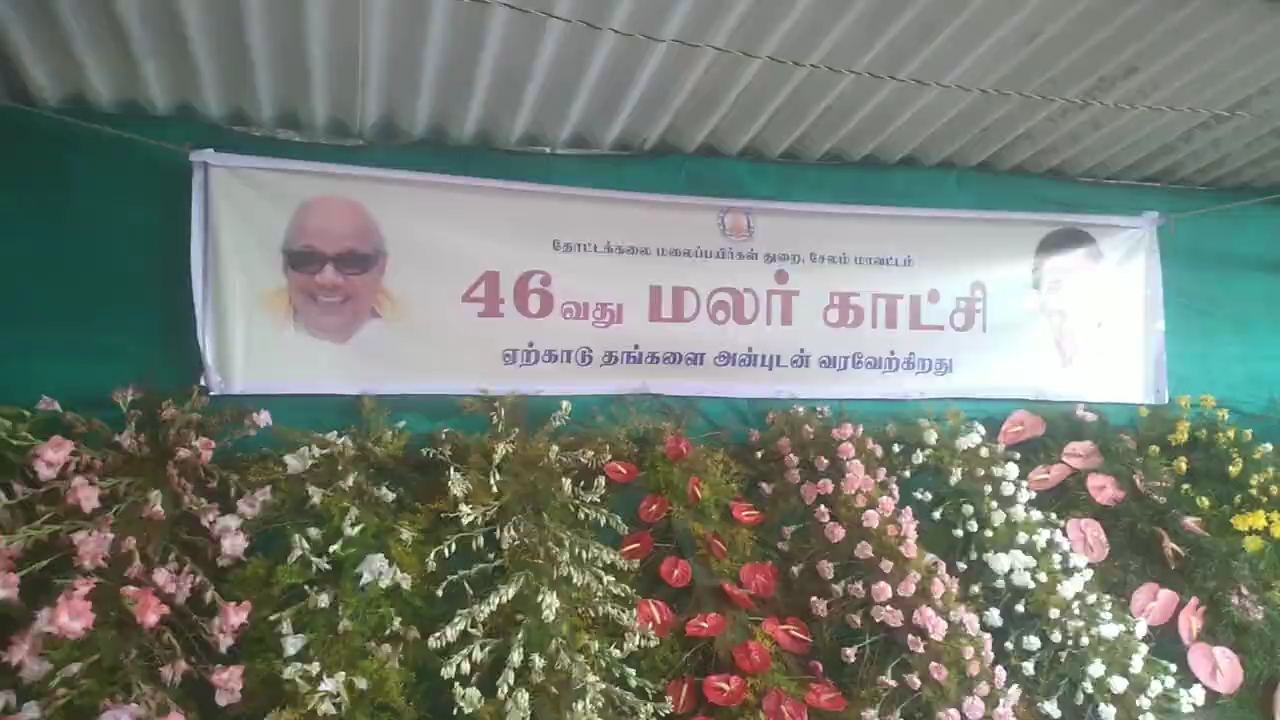 தோட்டக்கலை மலைப்பயிர்கள் துறை, சேலம் மாவட்டம்
46வது மலர் காட்சி
ஏற்காடு தங்களை அன்புடன் வரவேற்கிறது